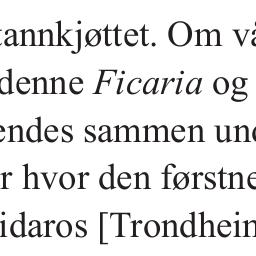 tannkjøttet. Om vå
denne Ficaria og
endes sammen und
r hvor den førstne
idaros [Trondheim